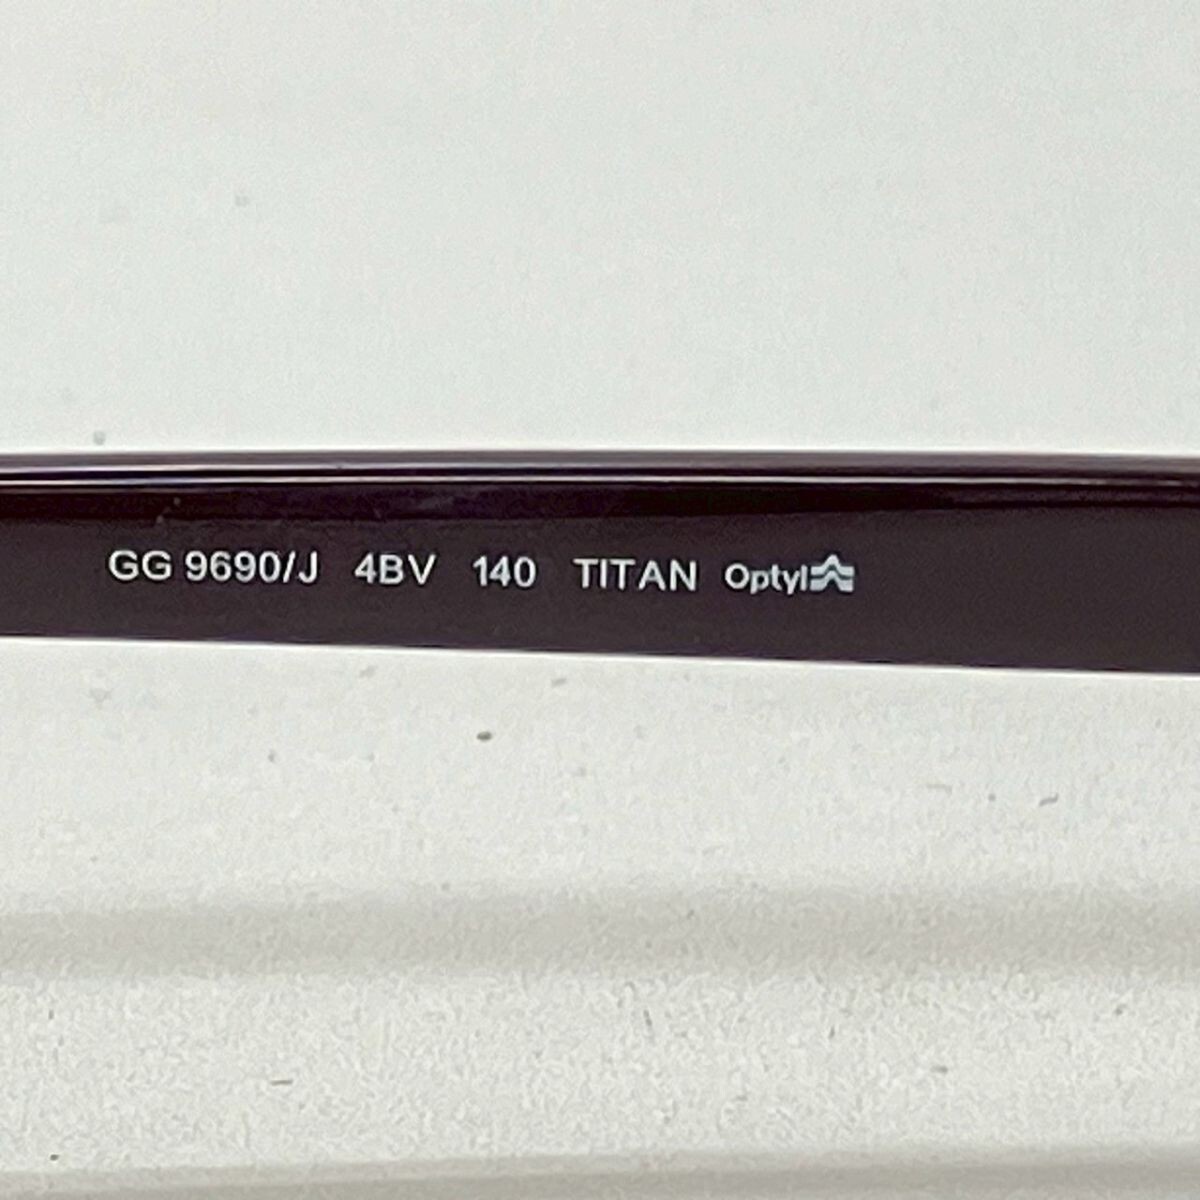 GG 9690/J 4BV 140 TITAN Optyl